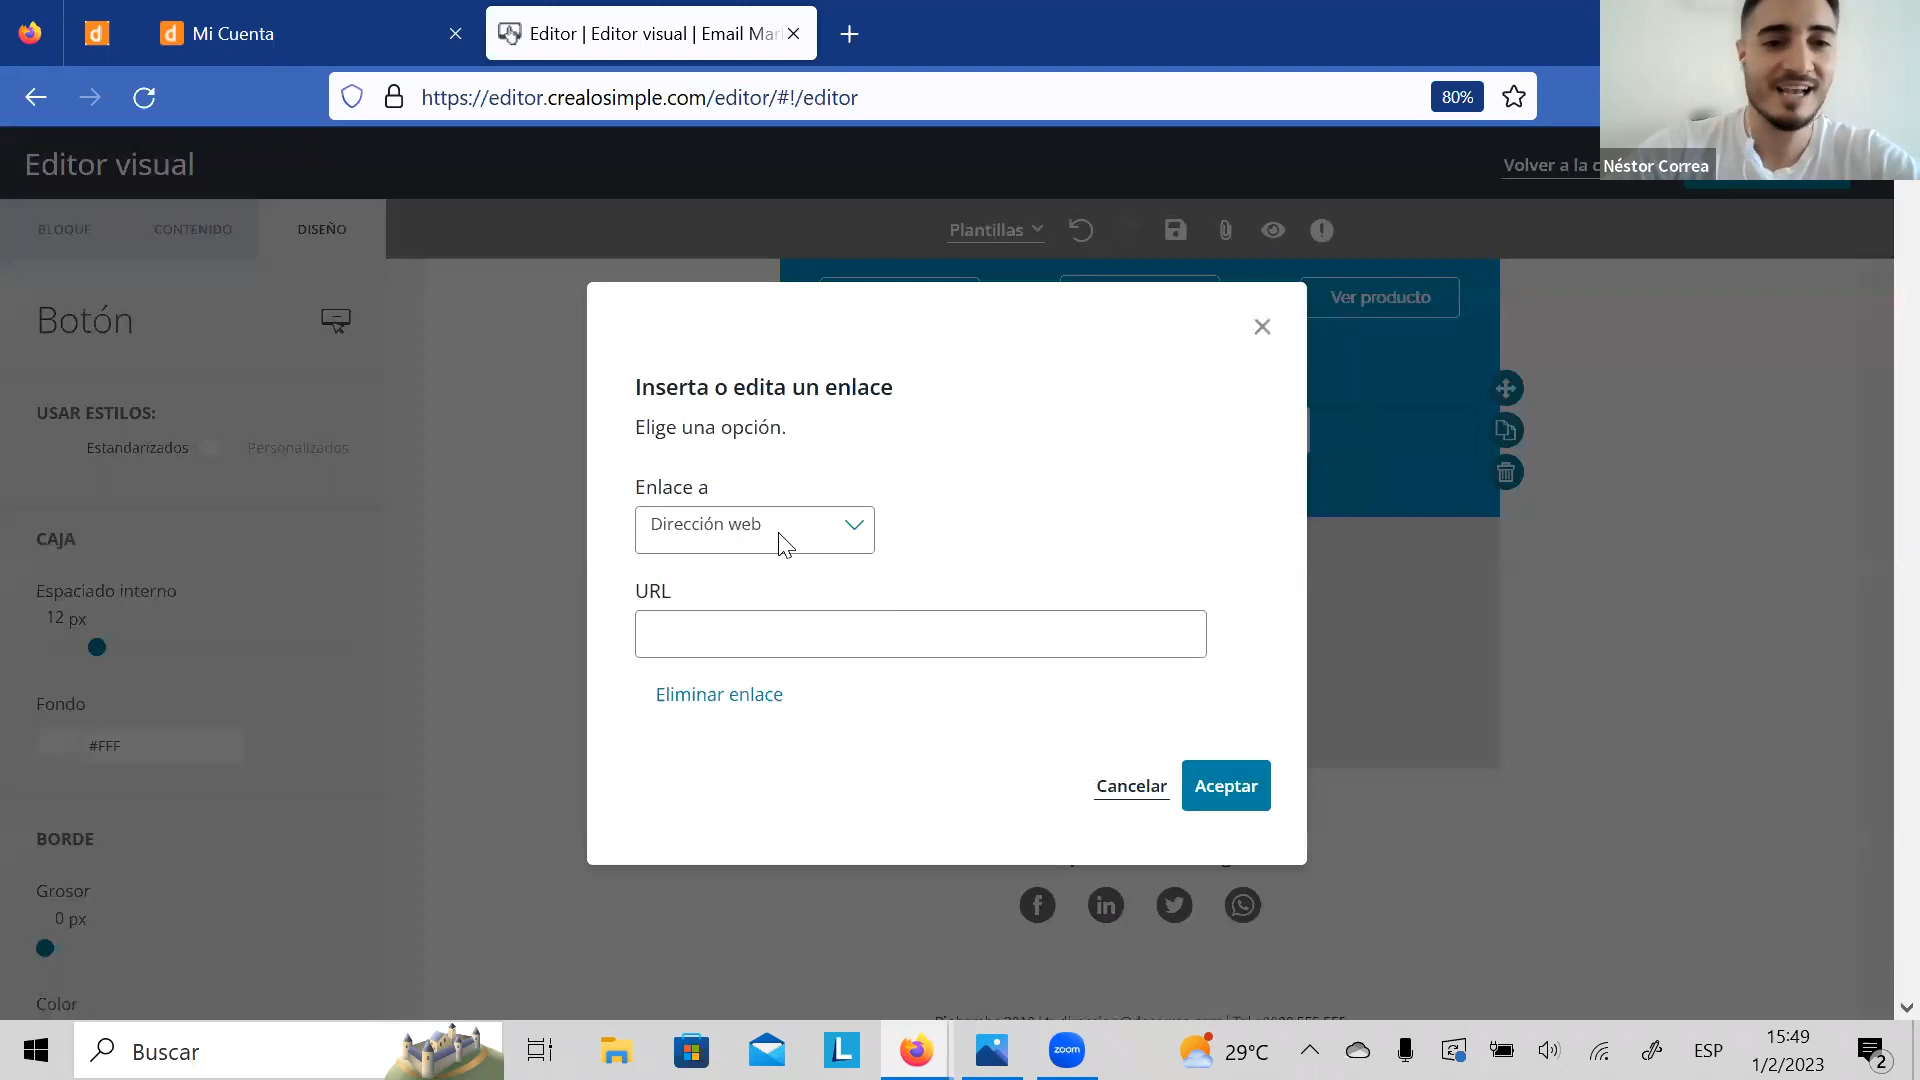 Mi Cuenta
Editor | Editor visual | Email Mar
https://editor.crealosimple.com/editor/#!/editor
80%
Editor visual
Volver a la c
Néstor Correa
BLOQUE
CONTENIDO
DISEÑO
Plantillas
Botón
Ver producto
USAR ESTILOS:
Estandarizados
Personalizados
Inserta o edita un enlace
Elige una opción.
Enlace a
Dirección web
URL
Eliminar enlace
Cancelar
Aceptar
CAJA
Espaciado interno
12 px
Fondo
#FFF
BORDE
Grosor
0 px
Color
Buscar
zoom
29°C
ESP
15:49
1/2/2023
2